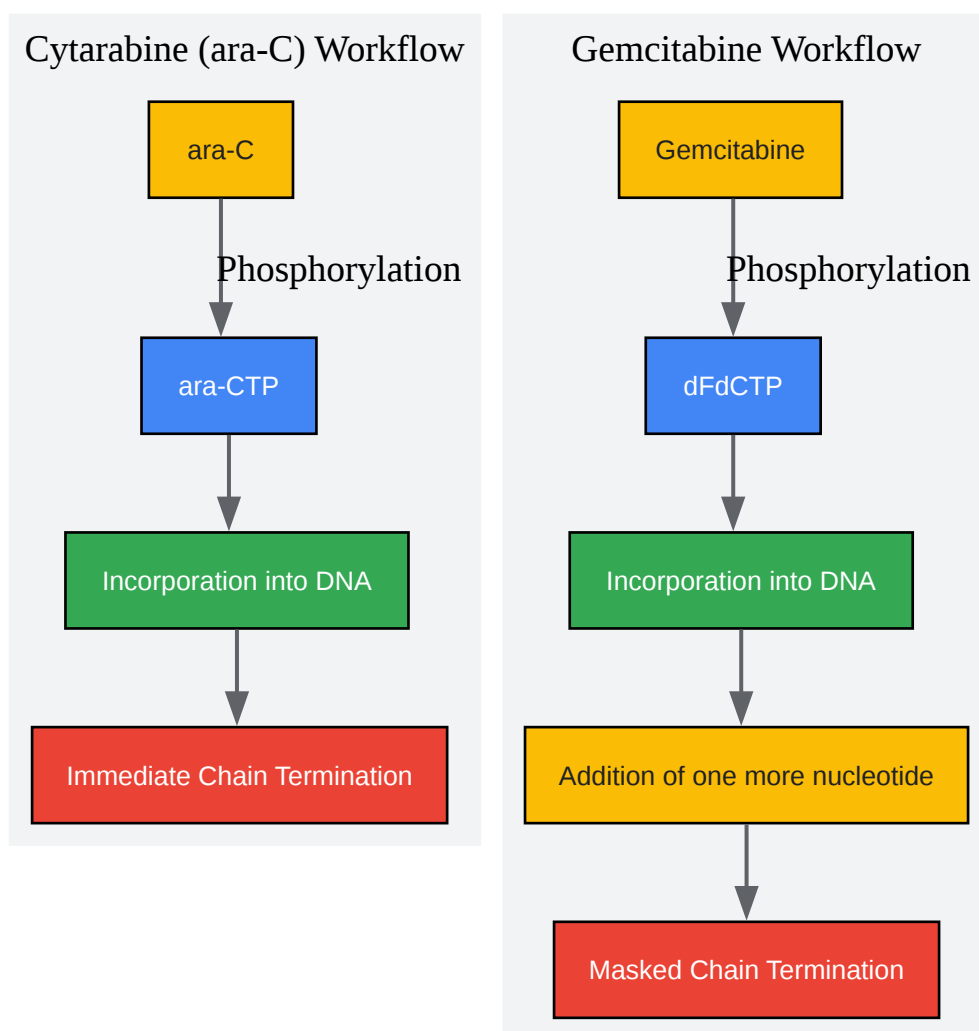 Cytarabine (ara-C) Workflow
ara-C
Phosphorylation
ara-CTP
Incorporation into DNA
Immediate Chain Termination
Gemcitabine Workflow
Gemcitabine
Phosphorylation
dFdCTP
Incorporation into DNA
Addition of one more nucleotide
Masked Chain Termination